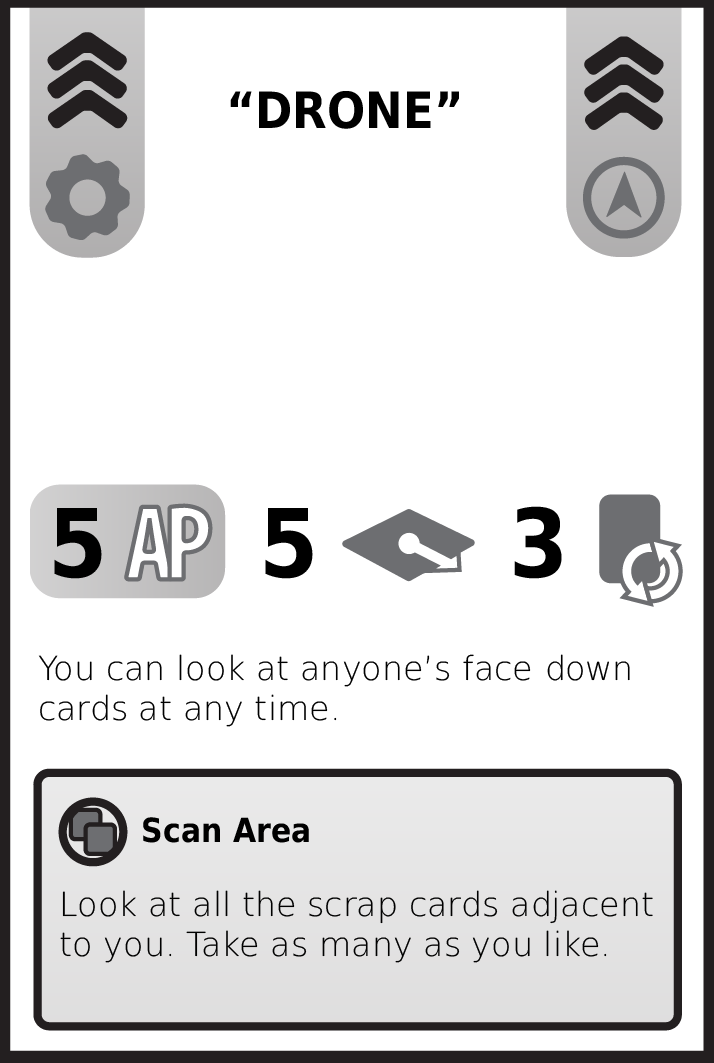 “DRONE”
5 AP 5 3
You can look at anyone’s face down
cards at any time.
Scan Area
Look at all the scrap cards adjacent
to you. Take as many as you like.